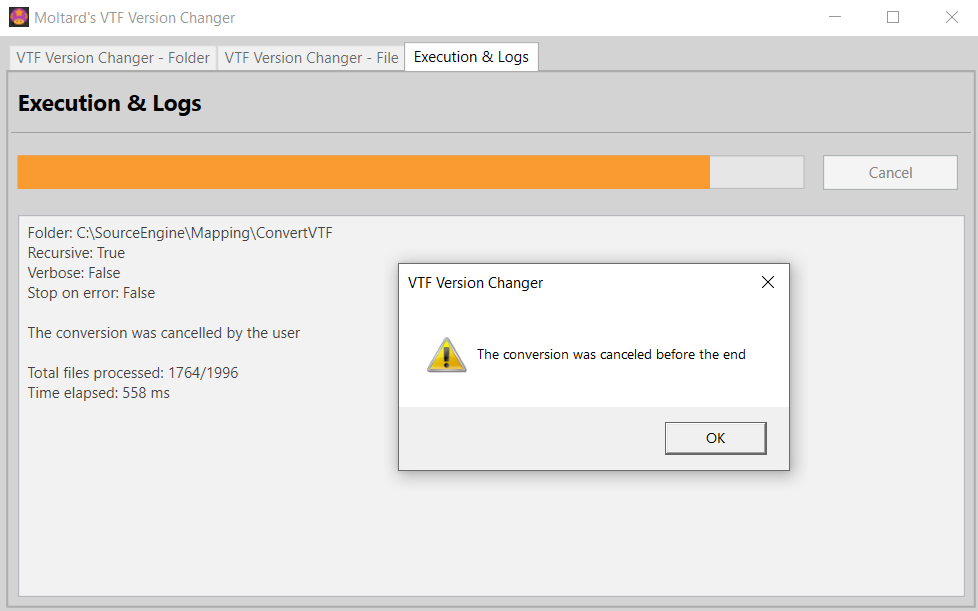 Moltard's VTF Version Changer
VTF Version Changer - Folder
VTF Version Changer - File
Execution & Logs
Execution & Logs
Cancel
Folder: C:\SourceEngine\Mapping\ConvertVTF
Recursive: True
Verbose: False
Stop on error: False
The conversion was cancelled by the user
Total files processed: 1764/1996
Time elapsed: 558 ms
VTF Version Changer
The conversion was canceled before the end
OK